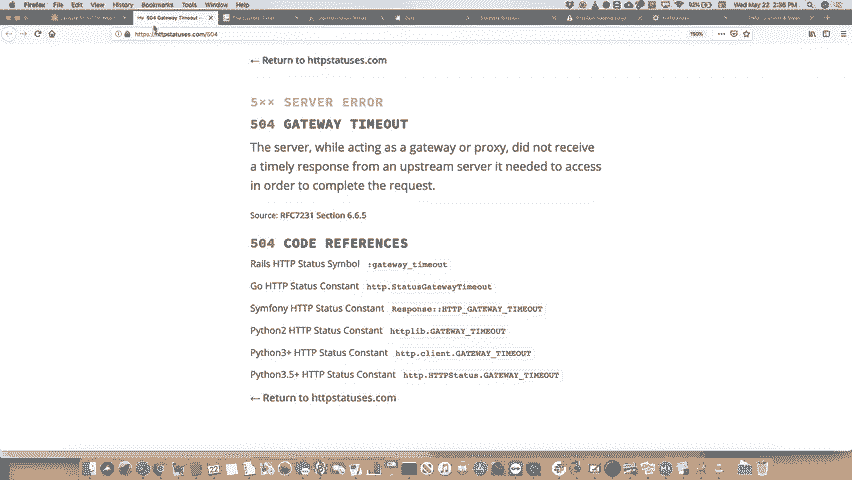 Firefox File Edit View History Bookmarks Tools Window Help
92% Wed May 22 2:36 PM
504 Gateway Timeout
https://httpstatuses.com/504
150%
← Return to httpstatuses.com
5×× SERVER ERROR
504 GATEWAY TIMEOUT
The server, while acting as a gateway or proxy, did not receive
a timely response from an upstream server it needed to access
in order to complete the request.
Source: RFC7231 Section 6.6.5
504 CODE REFERENCES
Rails HTTP Status Symbol :gateway_timeout
Go HTTP Status Constant http.StatusGatewayTimeout
Symfony HTTP Status Constant Response::HTTP_GATEWAY_TIMEOUT
Python2 HTTP Status Constant httplib.GATEWAY_TIMEOUT
Python3+ HTTP Status Constant http.client.GATEWAY_TIMEOUT
Python3.5+ HTTP Status Constant http.HTTPStatus.GATEWAY_TIMEOUT
← Return to httpstatuses.com
22